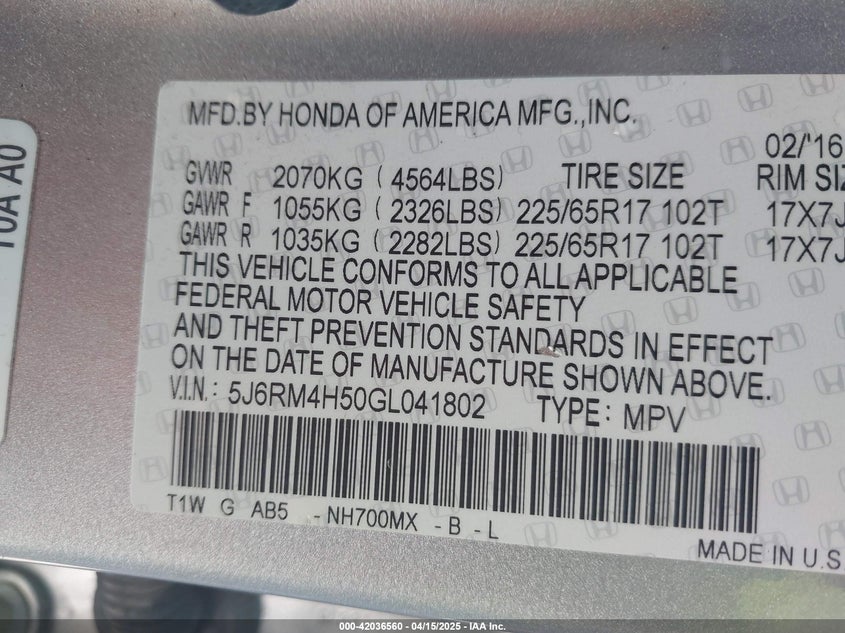 10A A0
MFD.BY HONDA OF AMERICA MFG.,INC.
02/'16
GVWR 2070KG ( 4564LBS) TIRE SIZE RIM SIZ
GAWR F 1055KG ( 2326LBS) 225/65R17 102T 17X7J
GAWR R 1035KG ( 2282LBS) 225/65R17 102T 17X7J
THIS VEHICLE CONFORMS TO ALL APPLICABLE
FEDERAL MOTOR VEHICLE SAFETY
AND THEFT PREVENTION STANDARDS IN EFFECT
ON THE DATE OF MANUFACTURE SHOWN ABOVE.
V.I.N.: 5J6RM4H50GL041802 TYPE: MPV
T1W G AB5 -NH700MX -B -L
MADE IN U.S
000-42036560 / 04/15/2025 - IAA Inc.